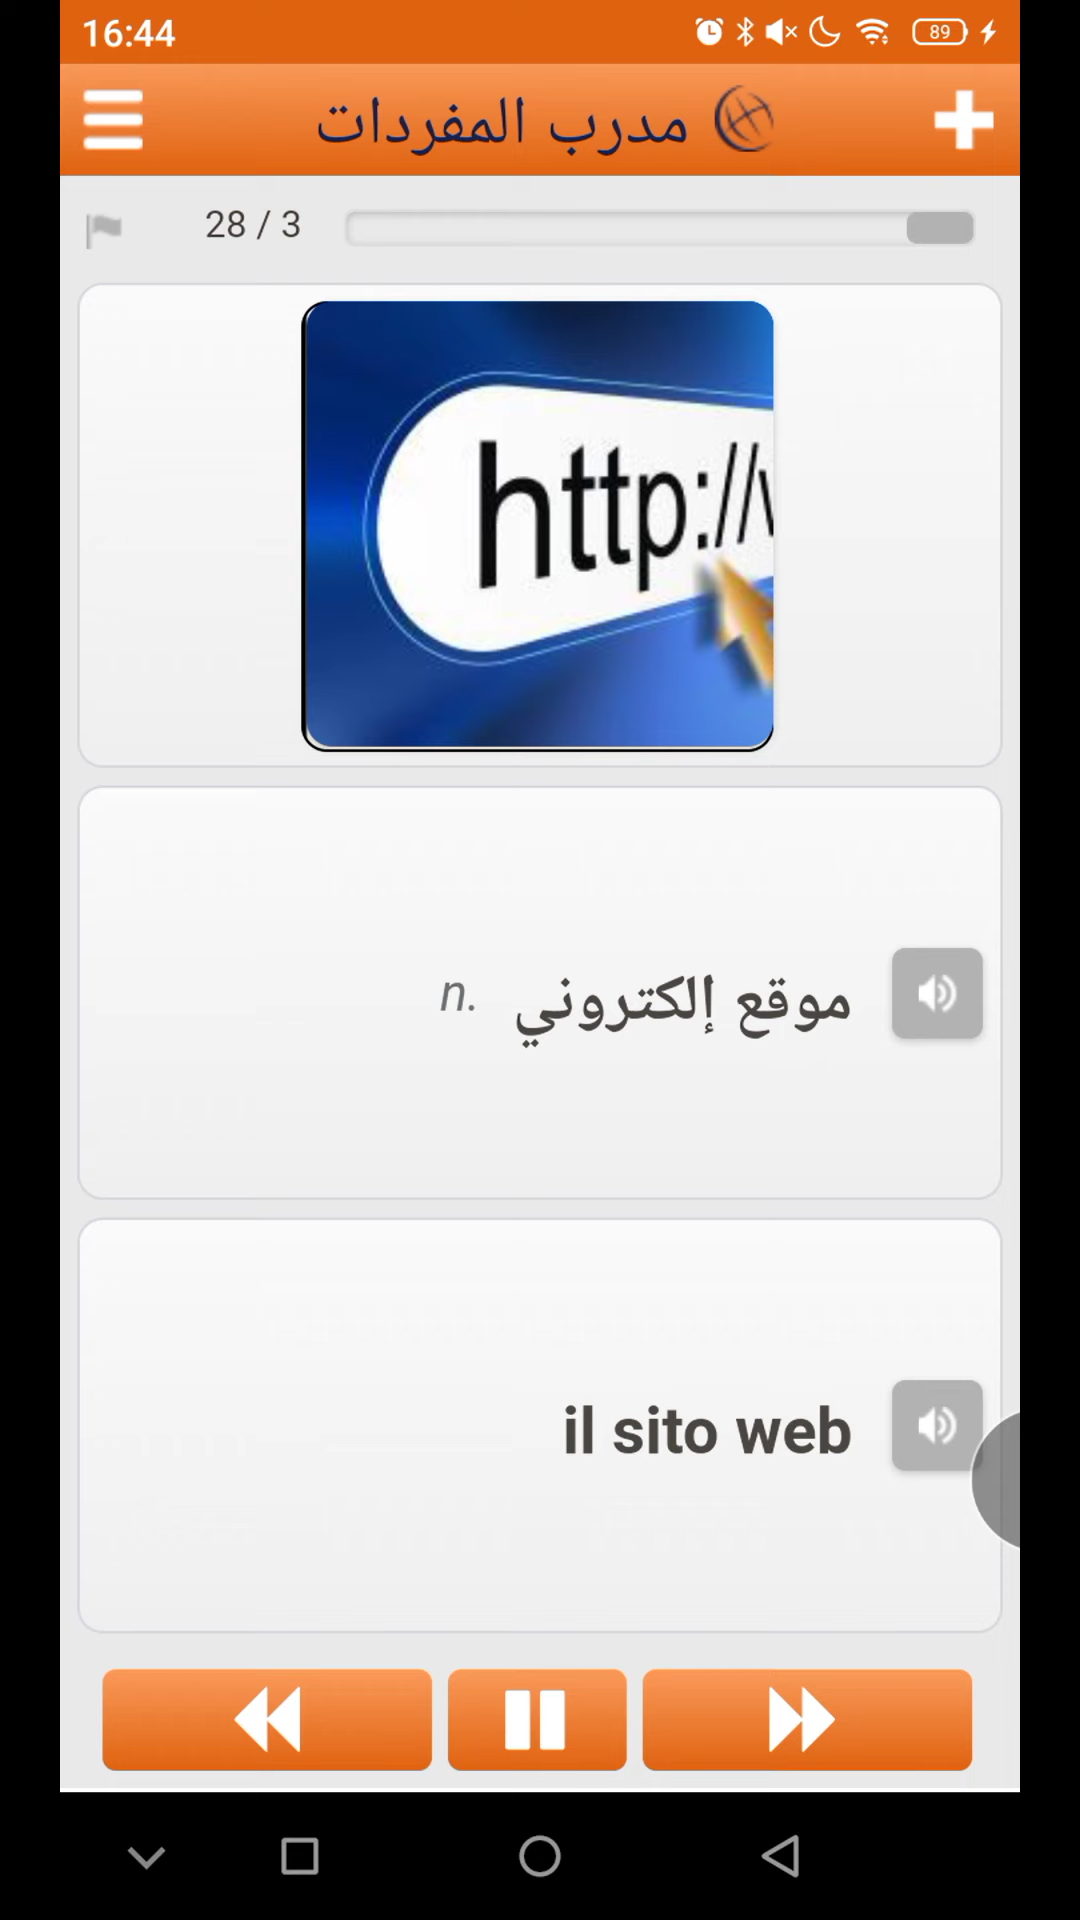 16:44
89
مدرب المفردات
28 / 3
http://
موقع إلكتروني n.
il sito web